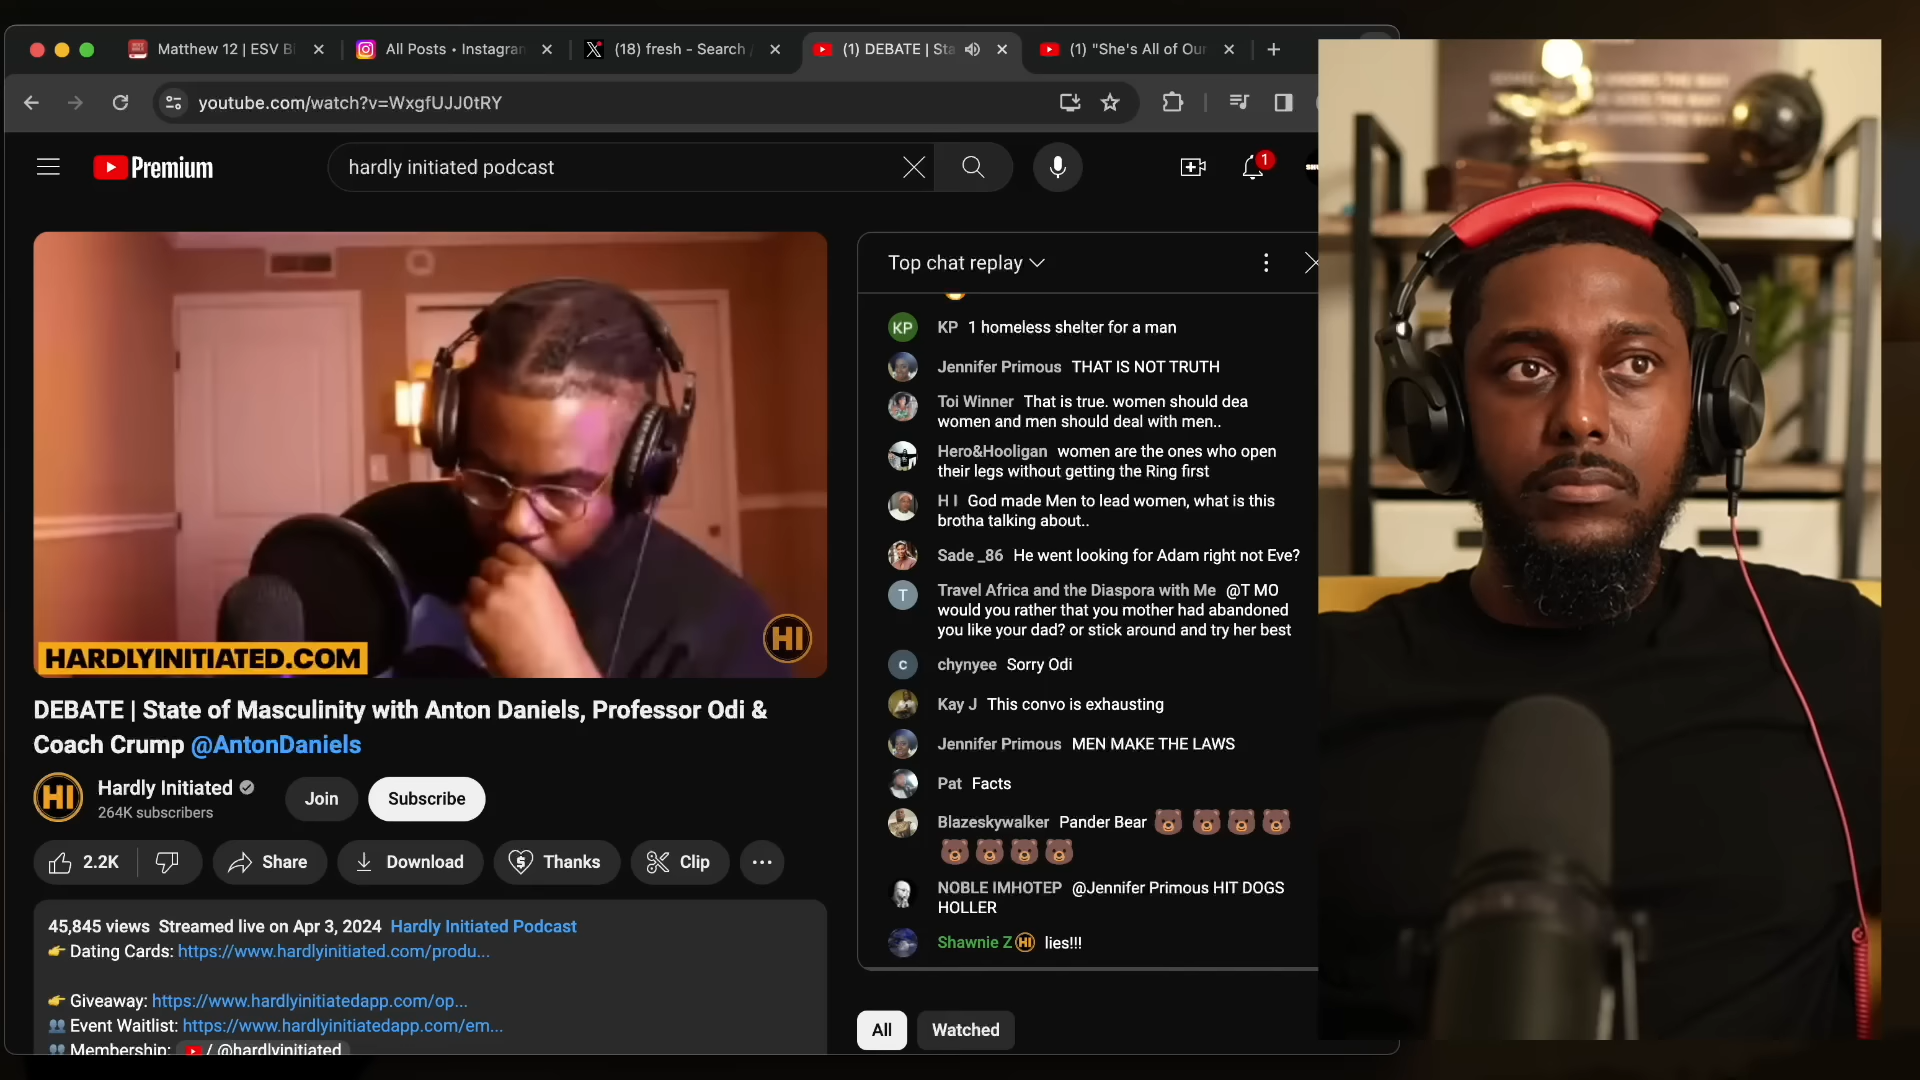 Matthew 12 | ESV B
All Posts • Instagran
(18) fresh - Search
(1) DEBATE | Sta
(1) "She's All of Our
youtube.com/watch?v=WxgfUJJ0tRY
Premium
hardly initiated podcast
1
HARDLYINITIATED.COM
HI
DEBATE | State of Masculinity with Anton Daniels, Professor Odi &
Coach Crump @AntonDaniels
HI
Hardly Initiated
264K subscribers
Join
Subscribe
2.2K
Share
Download
Thanks
Clip
45,845 views Streamed live on Apr 3, 2024 Hardly Initiated Podcast
👉 Dating Cards: https://www.hardlyinitiated.com/produ...
👉 Giveaway: https://www.hardlyinitiatedapp.com/op...
👥 Event Waitlist: https://www.hardlyinitiatedapp.com/em...
👥 Membership: / @hardlyinitiated
Top chat replay
KP KP 1 homeless shelter for a man
Jennifer Primous THAT IS NOT TRUTH
Toi Winner That is true. women should dea
women and men should deal with men..
Hero&Hooligan women are the ones who open
their legs without getting the Ring first
H I God made Men to lead women, what is this
brotha talking about..
Sade _86 He went looking for Adam right not Eve?
T Travel Africa and the Diaspora with Me @T MO
would you rather that you mother had abandoned
you like your dad? or stick around and try her best
c chynyee Sorry Odi
Kay J This convo is exhausting
Jennifer Primous MEN MAKE THE LAWS
Pat Facts
Blazeskywalker Pander Bear 🐻 🐻 🐻 🐻
🐻 🐻 🐻 🐻
NOBLE IMHOTEP @Jennifer Primous HIT DOGS
HOLLER
Shawnie Z HI lies!!!
All
Watched